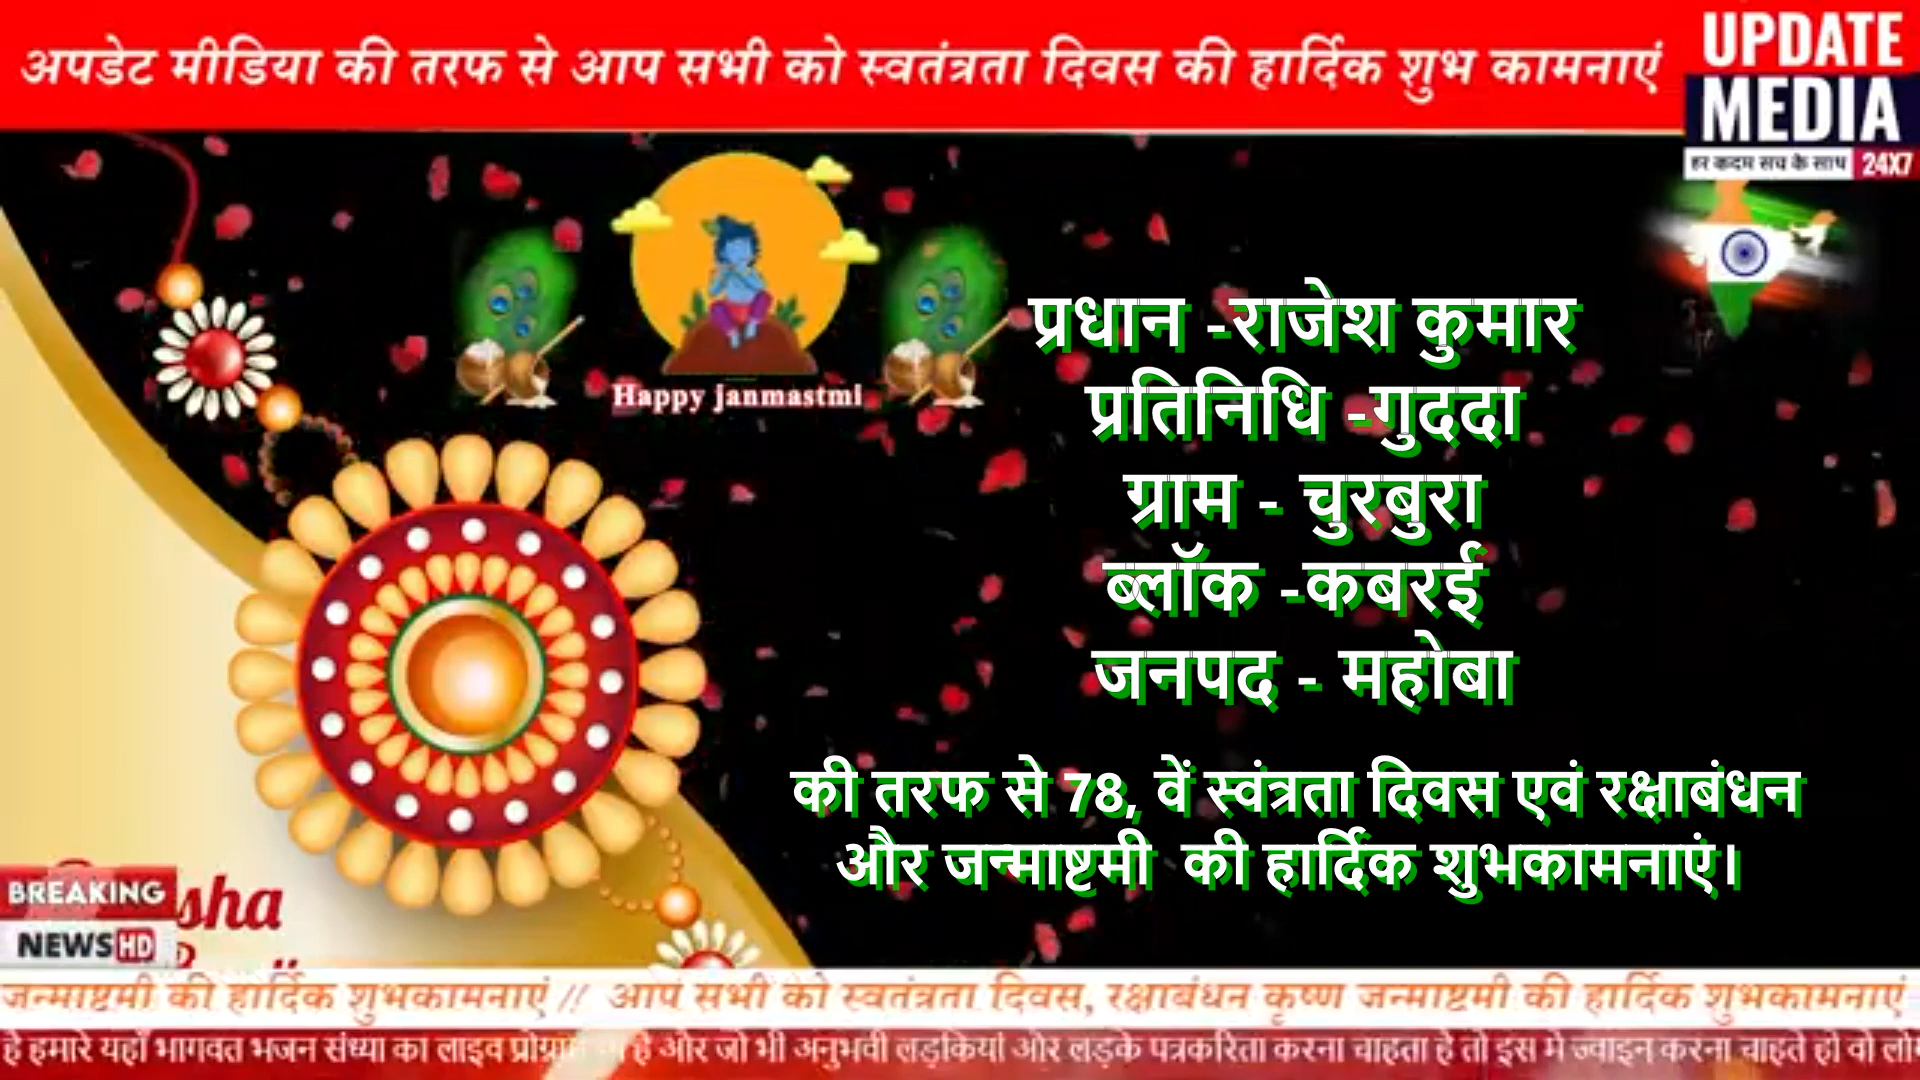 अपडेट मीडिया की तरफ से आप सभी को स्वतंत्रता दिवस की हार्दिक शुभ कामनाएं
UPDATE
MEDIA
हर कदम सच के साथ 24X7
Happy janmastmi
प्रधान -राजेश कुमार
प्रतिनिधि -गुददा
ग्राम - चुरबुरा
ब्लॉक -कबरई
जनपद - महोबा
की तरफ से 78, वें स्वंत्रता दिवस एवं रक्षाबंधन
और जन्माष्टमी की हार्दिक शुभकामनाएं।
BREAKING
NEWS HD
जन्माष्टमी की हार्दिक शुभकामनाएं // आप सभी को स्वतंत्रता दिवस, रक्षाबंधन कृष्ण जन्माष्टमी की हार्दिक शुभकामनाएं
है हमारे यहाँ भागवत भजन संध्या का लाइव है और जो भी अनुभवी लड़कियां और लड़के पत्रकारिता करना चाहता है तो इस मे ज्वाइन करना चाहते हो वो